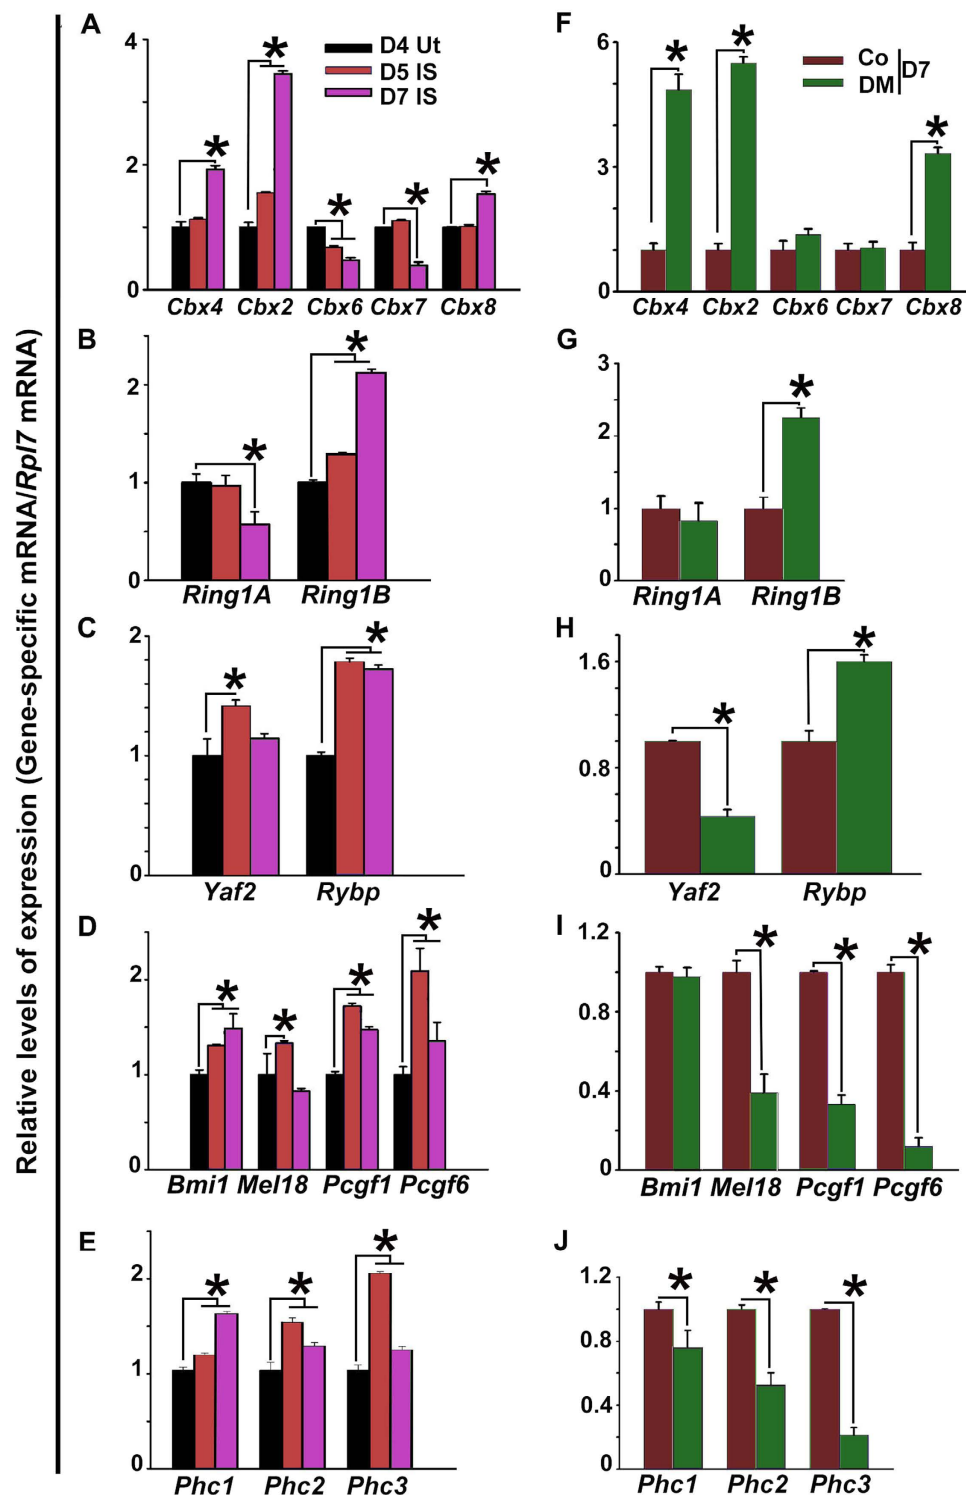 Relative levels of expression (Gene-specific mRNA/Rpl7 mRNA)
A
4
2
0
D4 Ut
D5 IS
D7 IS
* * * * *
Cbx4 Cbx2 Cbx6 Cbx7 Cbx8
B
2
1
0
* *
Ring1A Ring1B
C
2
1
0
* *
Yaf2 Rybp
D
2
1
0
* * * *
Bmi1 Mel18 Pcgf1 Pcgf6
E
2
1
0
* * *
Phc1 Phc2 Phc3
F
6
3
0
Co
DM
D7
* * *
Cbx4 Cbx2 Cbx6 Cbx7 Cbx8
G
3
2
1
0
*
Ring1A Ring1B
H
1.6
0.8
0
* *
Yaf2 Rybp
I
1.2
0.8
0.4
0
* * *
Bmi1 Mel18 Pcgf1 Pcgf6
J
1.2
0.8
0.4
0
* * *
Phc1 Phc2 Phc3